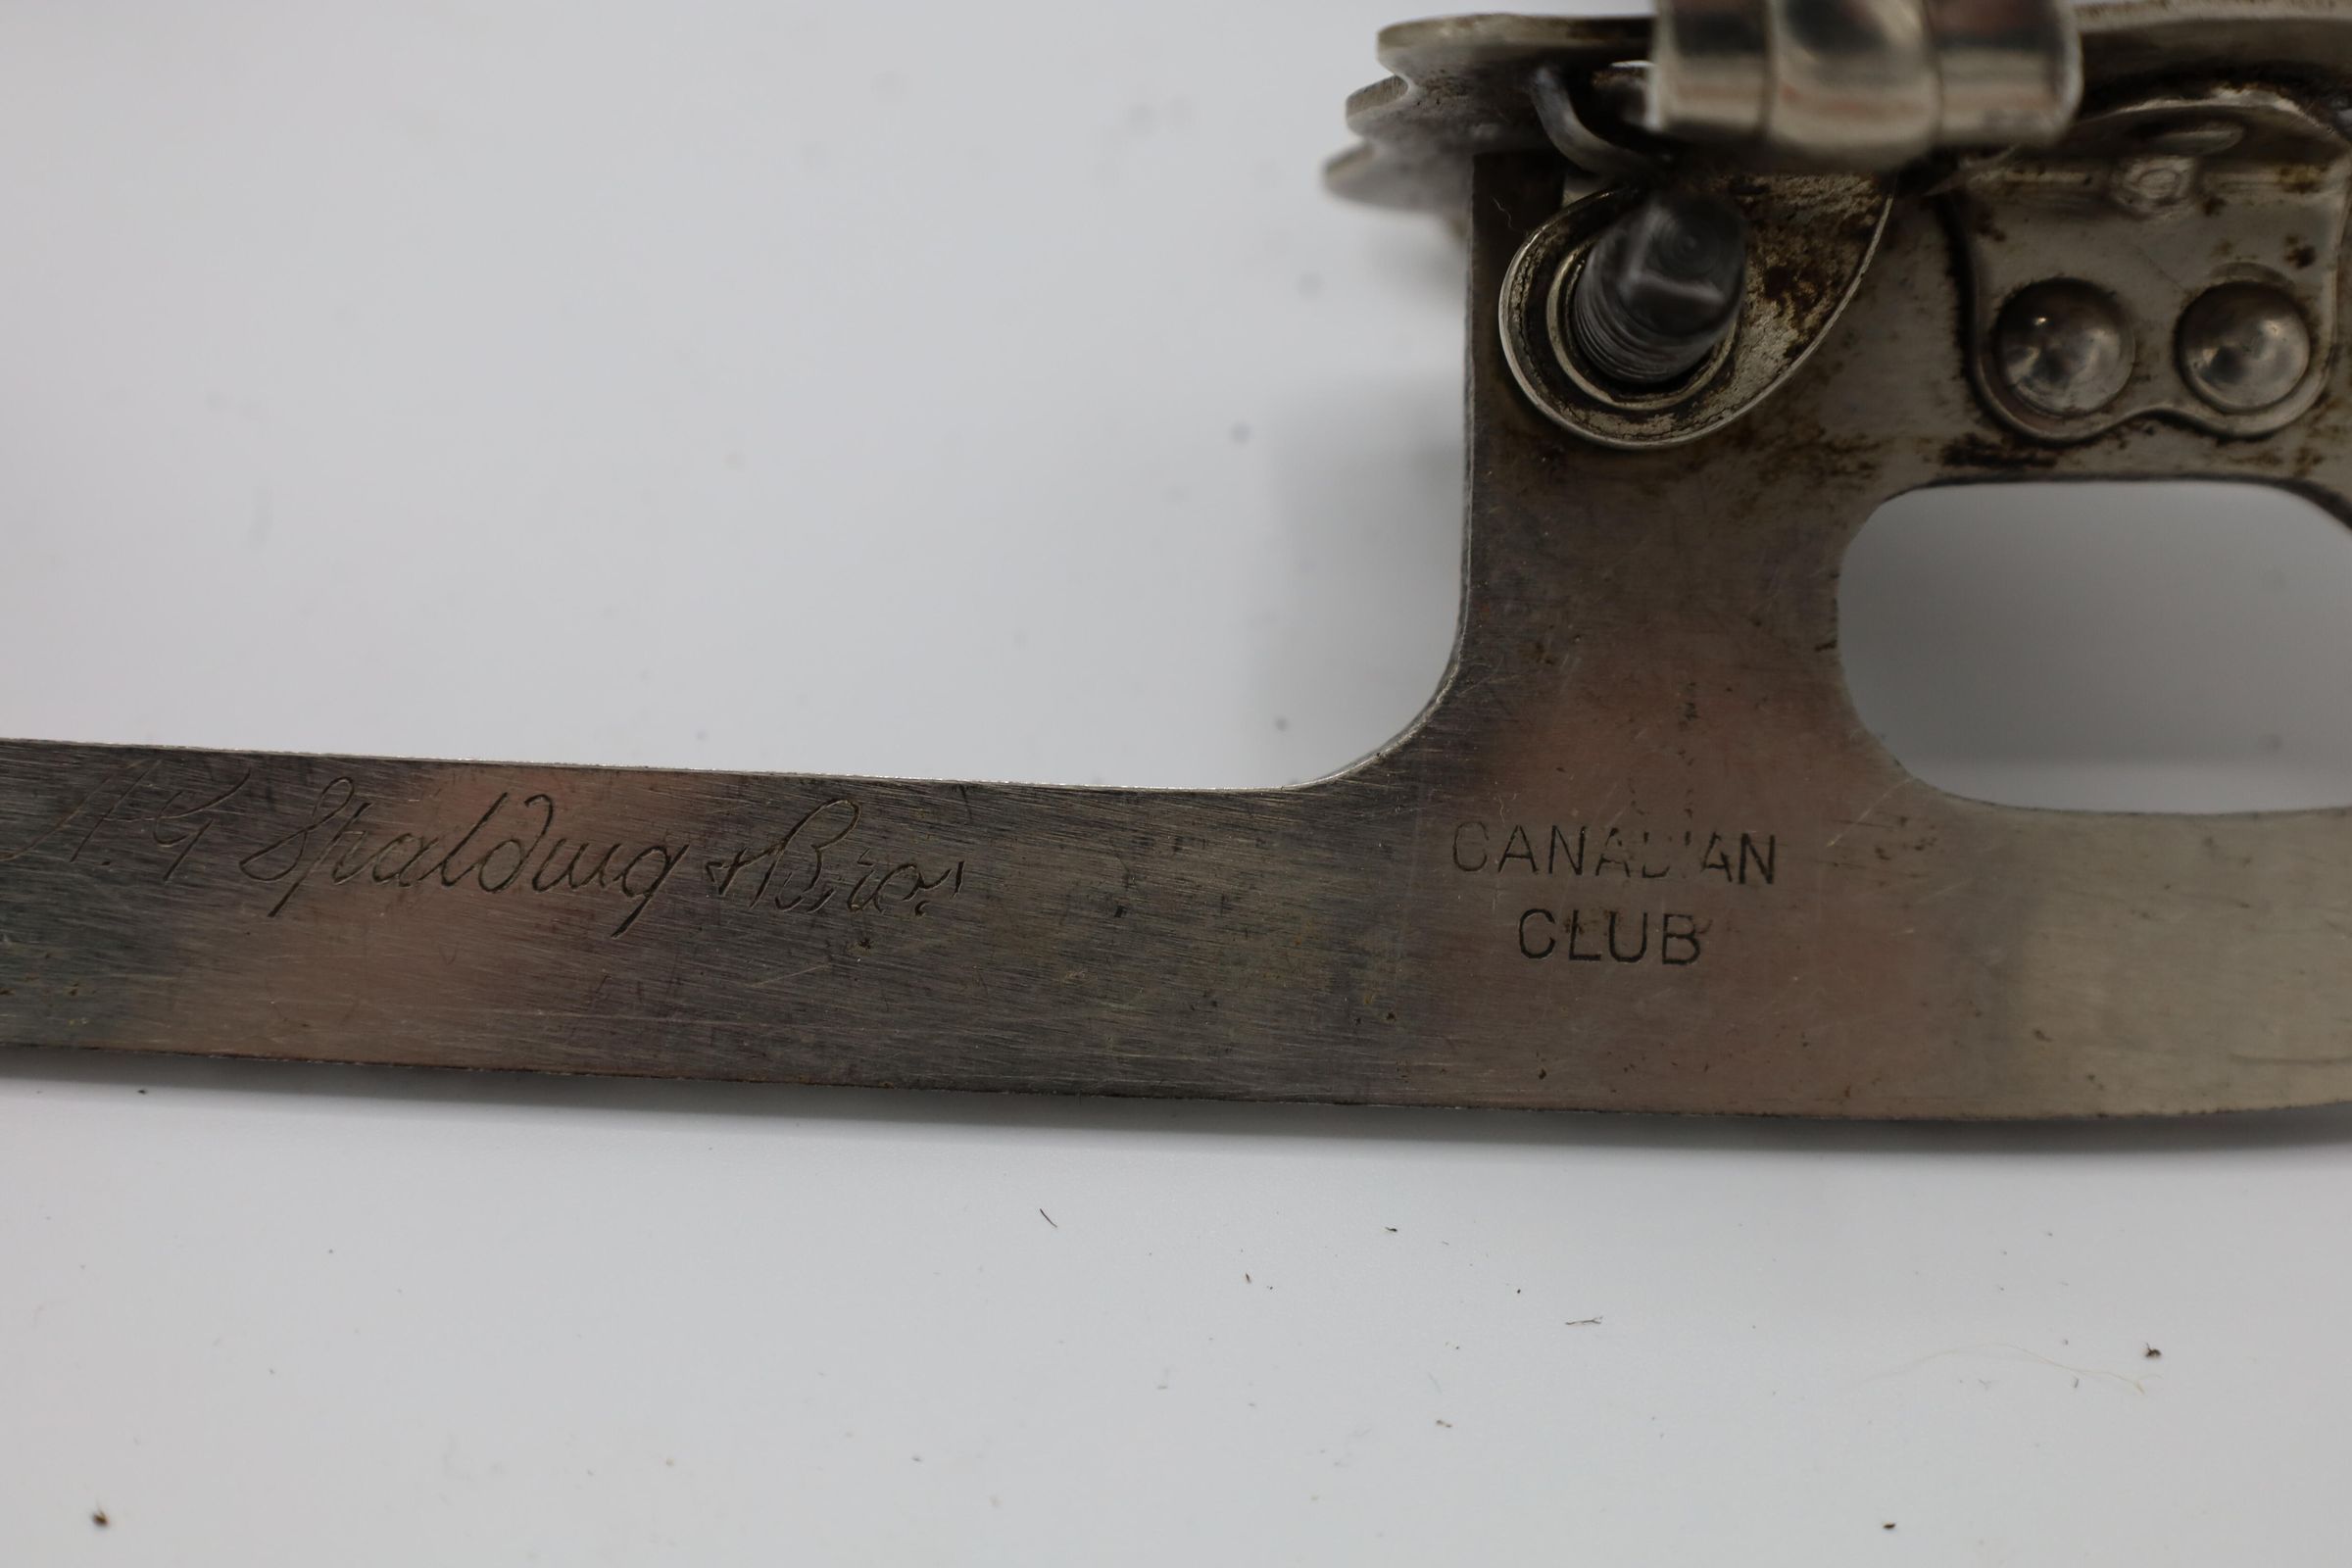 A. G Spalding & Bros.
CANADIAN
CLUB